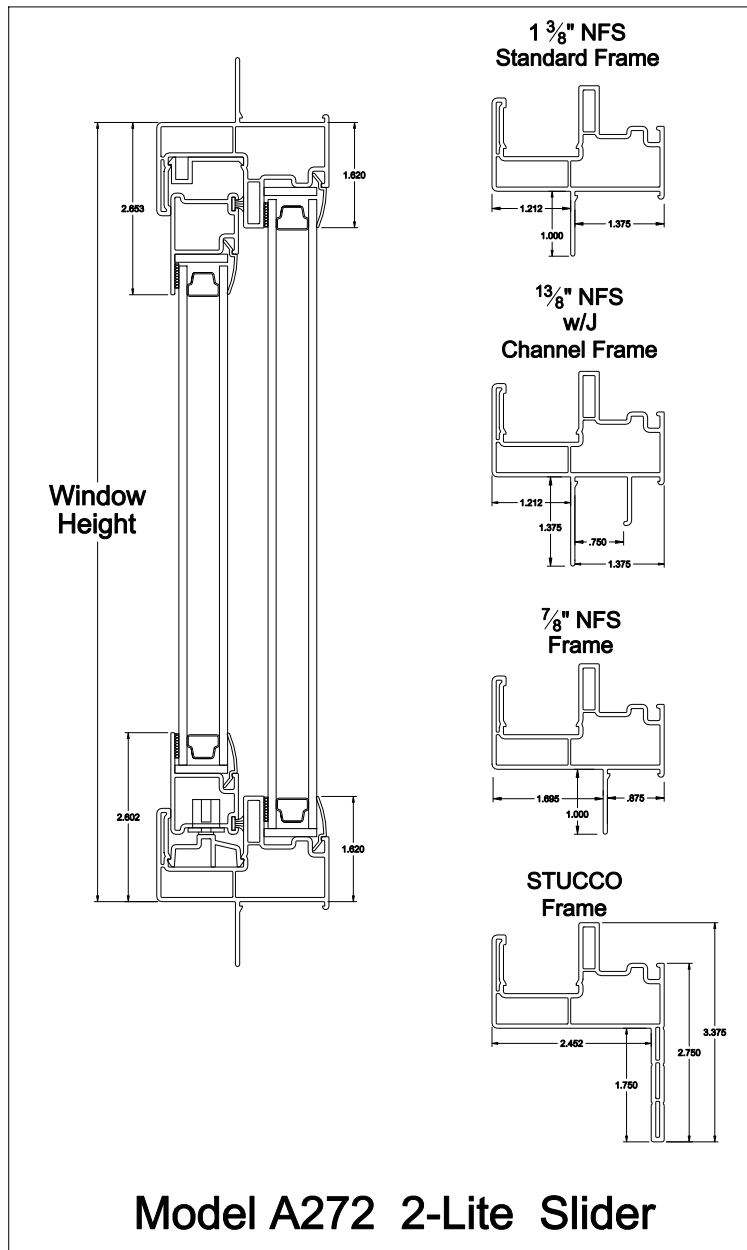 1 3/8" NFS
Standard Frame
2.653
1.620
1.212
1.000
1.375
13/8" NFS
w/J
Channel Frame
Window
Height
1.212
1.375
.750
1.375
7/8" NFS
Frame
2.602
1.620
1.695
.875
1.000
STUCCO
Frame
2.452
1.750
2.750
3.375
Model A272 2-Lite Slider